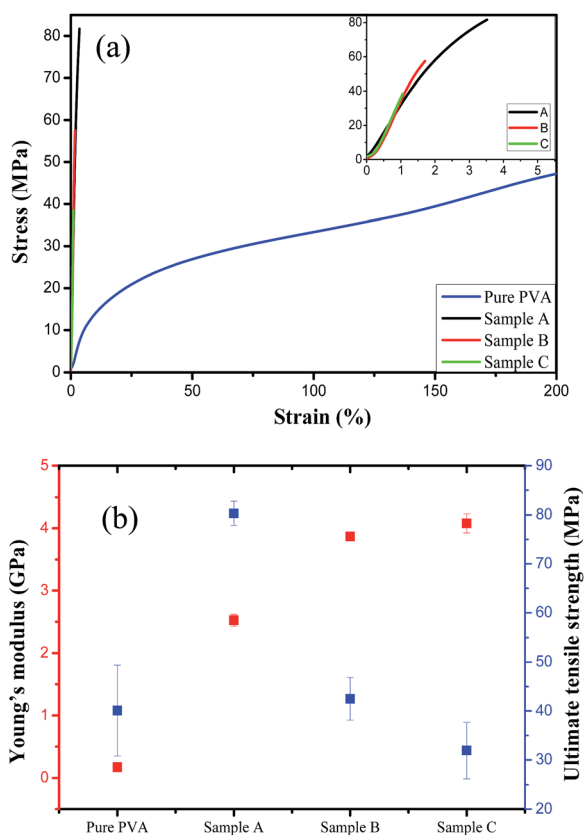 (a)
Stress (MPa)
80
70
60
50
40
30
20
10
0
0 50 100 150 200
Strain (%)
80
60
40
20
0
0 1 2 3 4 5
A
B
C
Pure PVA
Sample A
Sample B
Sample C
(b)
Young's modulus (GPa)
5
4
3
2
1
0
Ultimate tensile strength (MPa)
90
80
70
60
50
40
30
20
Pure PVA Sample A Sample B Sample C